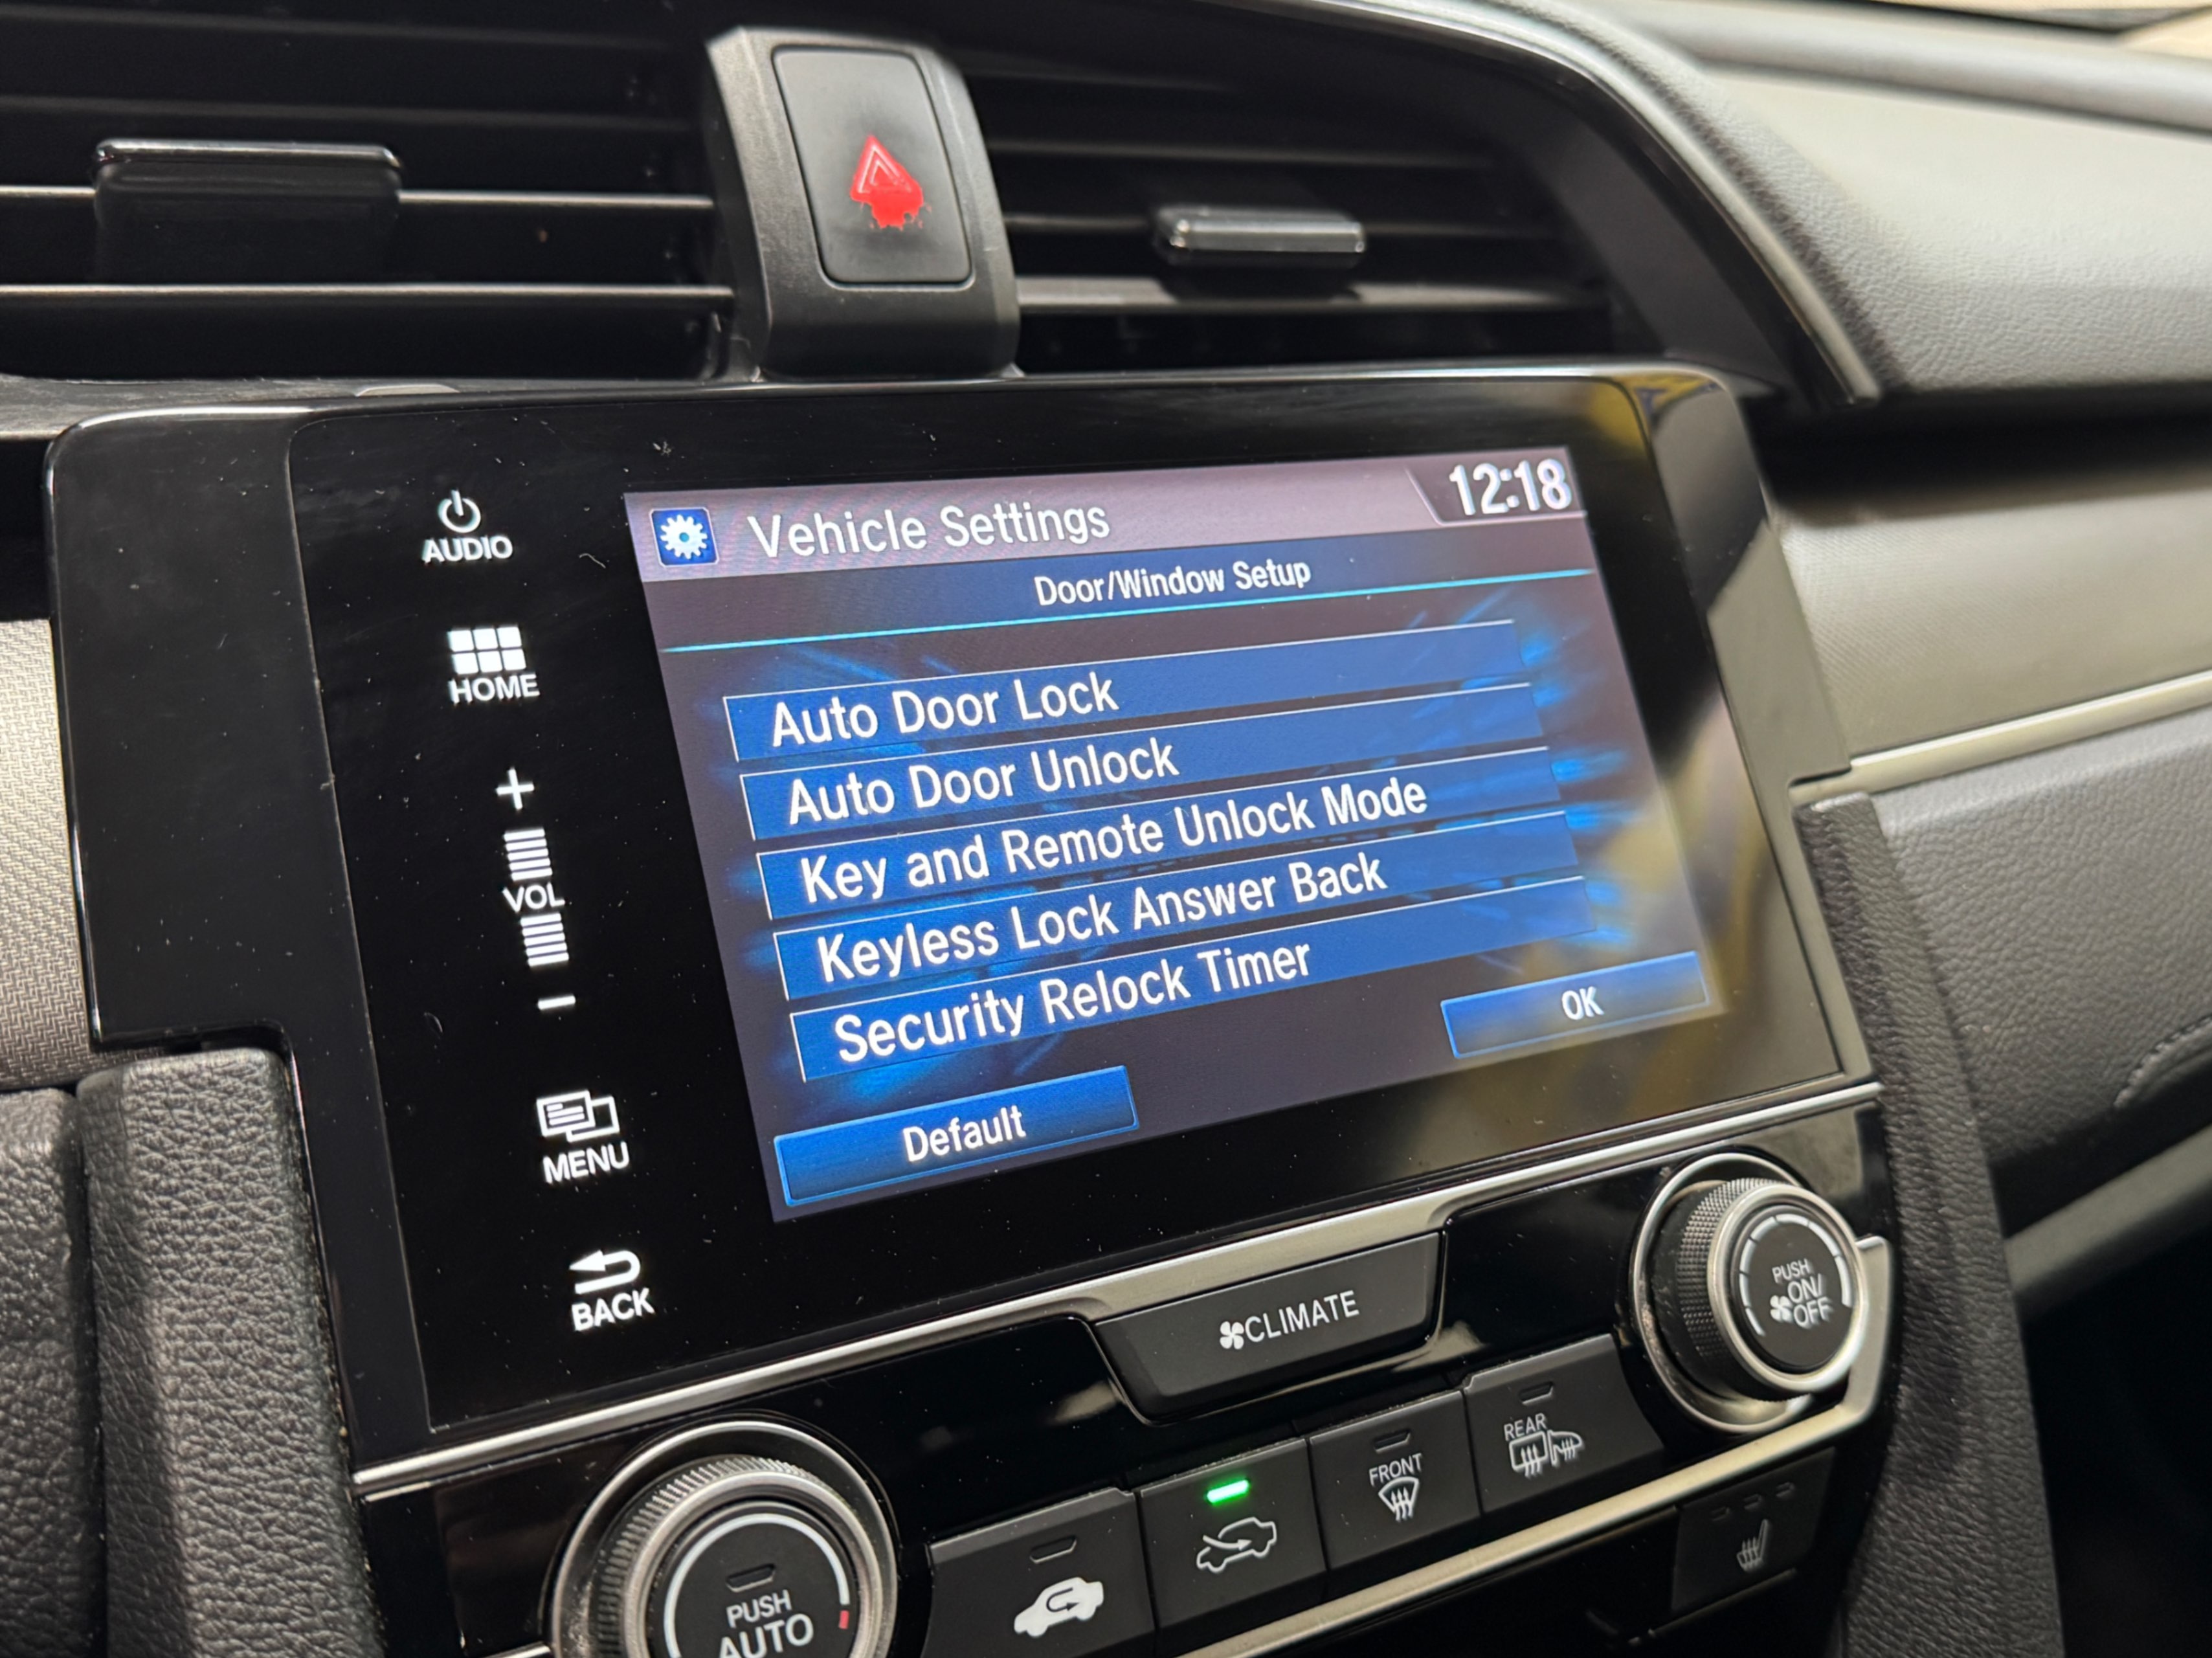 AUDIO
HOME
VOL
MENU
BACK
Vehicle Settings
12:18
Door/Window Setup
Auto Door Lock
Auto Door Unlock
Key and Remote Unlock Mode
Keyless Lock Answer Back
Security Relock Timer
Default
OK
CLIMATE
PUSH
ON/
OFF
PUSH
AUTO
FRONT
REAR